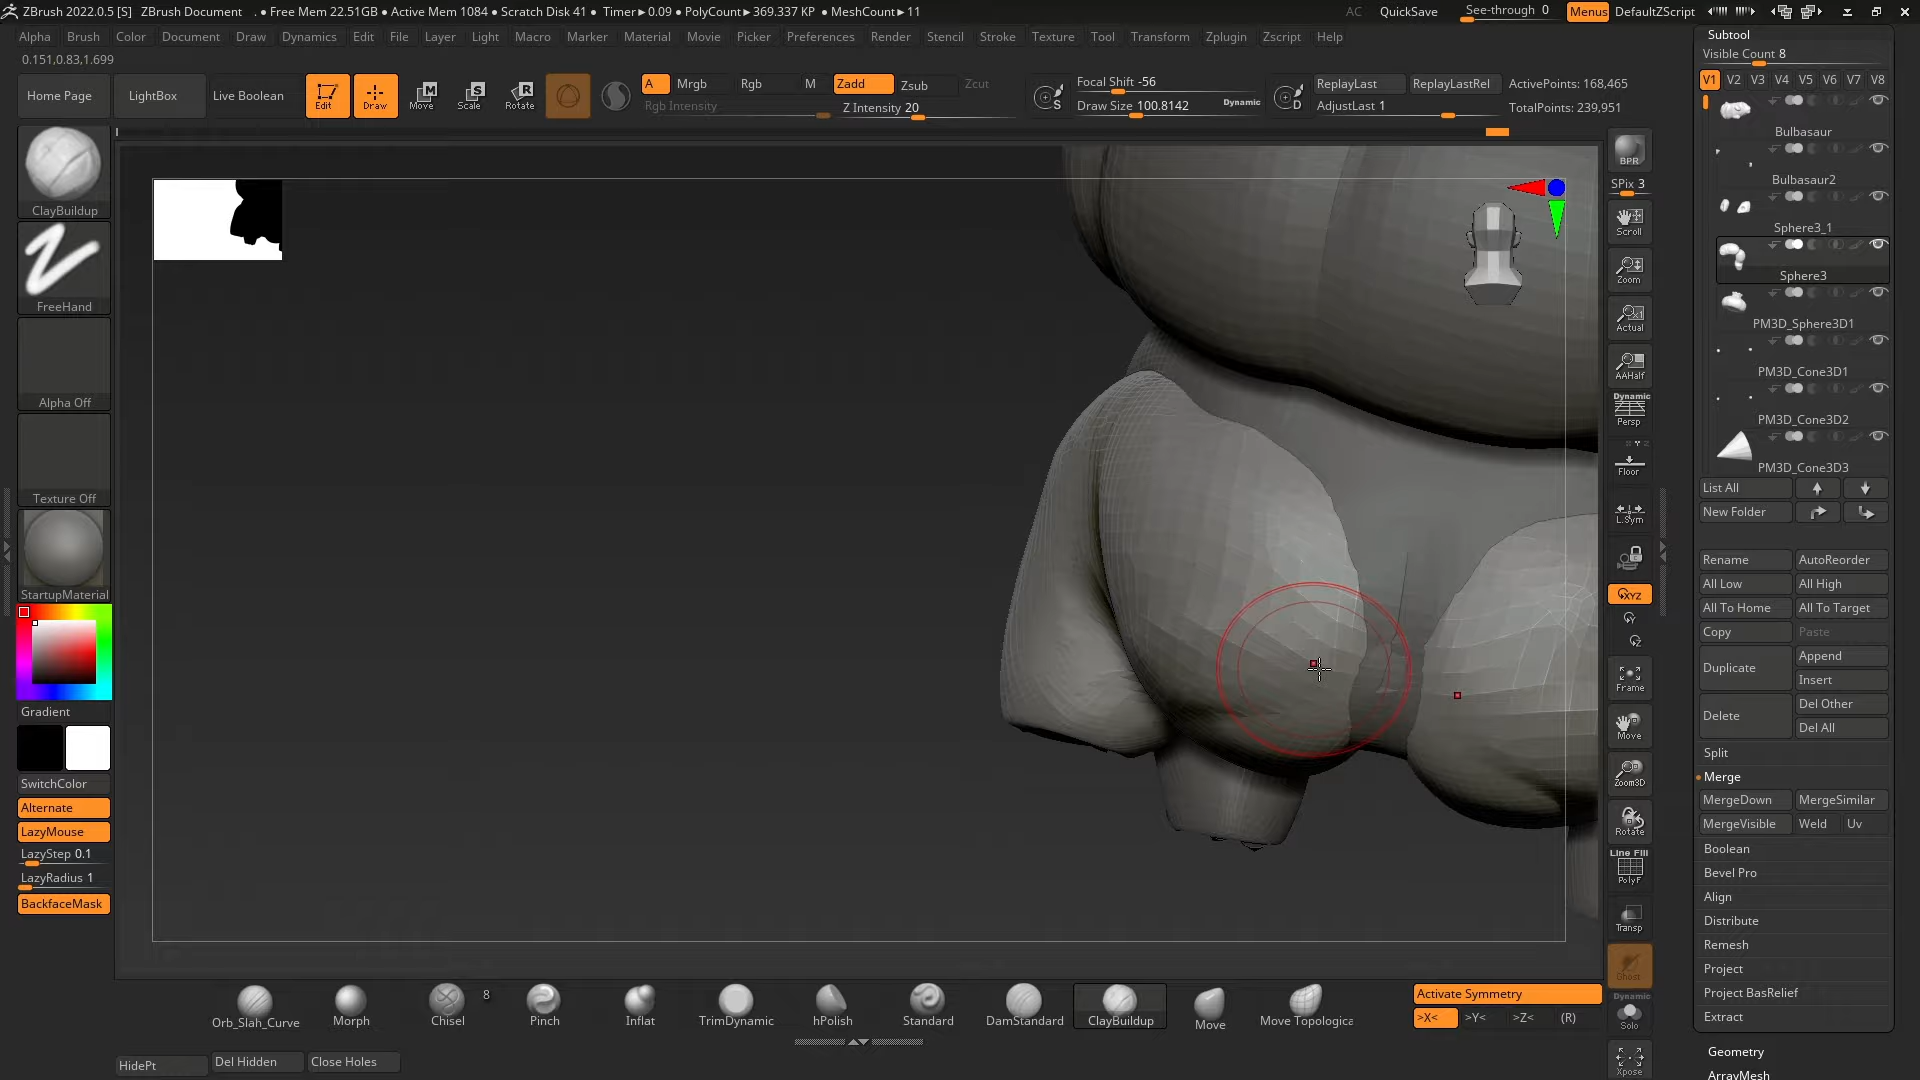 ZBrush 2022.0.5 [S] ZBrush Document . • Free Mem 22.51GB • Active Mem 1084 • Scratch Disk 41 • Timer►0.09 • PolyCount►369.337 KP • MeshCount►11 AC QuickSave See-through 0 Menus DefaultZScript
Alpha Brush Color Document Draw Dynamics Edit File Layer Light Macro Marker Material Movie Picker Preferences Render Stencil Stroke Texture Tool Transform Zplugin Zscript Help
0.151,0.83,1.699
Home Page LightBox Live Boolean Edit Draw Move Scale Rotate
A Mrgb Rgb M Zadd Zsub Zcut
Rgb Intensity Z Intensity 20
Focal Shift -56
Draw Size 100.8142 Dynamic
S D
ReplayLast ReplayLastRel ActivePoints: 168,465
AdjustLast 1 TotalPoints: 239,951
ClayBuildup
FreeHand
Alpha Off
Texture Off
StartupMaterial
Gradient
SwitchColor
Alternate
LazyMouse
LazyStep 0.1
LazyRadius 1
BackfaceMask
BPR
SPix 3
Scroll
Zoom
Actual
AAHalf
Dynamic
Persp
Floor
L.Sym
XYZ
Frame
Move
Zoom3D
Rotate
Line Fill
PolyF
Transp
Ghost
Dynamic
Solo
Xpose
Subtool
Visible Count 8
V1 V2 V3 V4 V5 V6 V7 V8
Bulbasaur
Bulbasaur2
Sphere3_1
Sphere3
PM3D_Sphere3D1
PM3D_Cone3D1
PM3D_Cone3D2
PM3D_Cone3D3
List All
New Folder
Rename AutoReorder
All Low All High
All To Home All To Target
Copy Paste
Duplicate Append
Insert
Delete Del Other
Del All
Split
Merge
MergeDown MergeSimilar
MergeVisible Weld Uv
Boolean
Bevel Pro
Align
Distribute
Remesh
Project
Project BasRelief
Extract
Geometry
ArrayMesh
8
Orb_Slah_Curve Morph Chisel Pinch Inflat TrimDynamic hPolish Standard DamStandard ClayBuildup Move Move Topologica
Activate Symmetry
>X< >Y< >Z< (R)
HidePt Del Hidden Close Holes